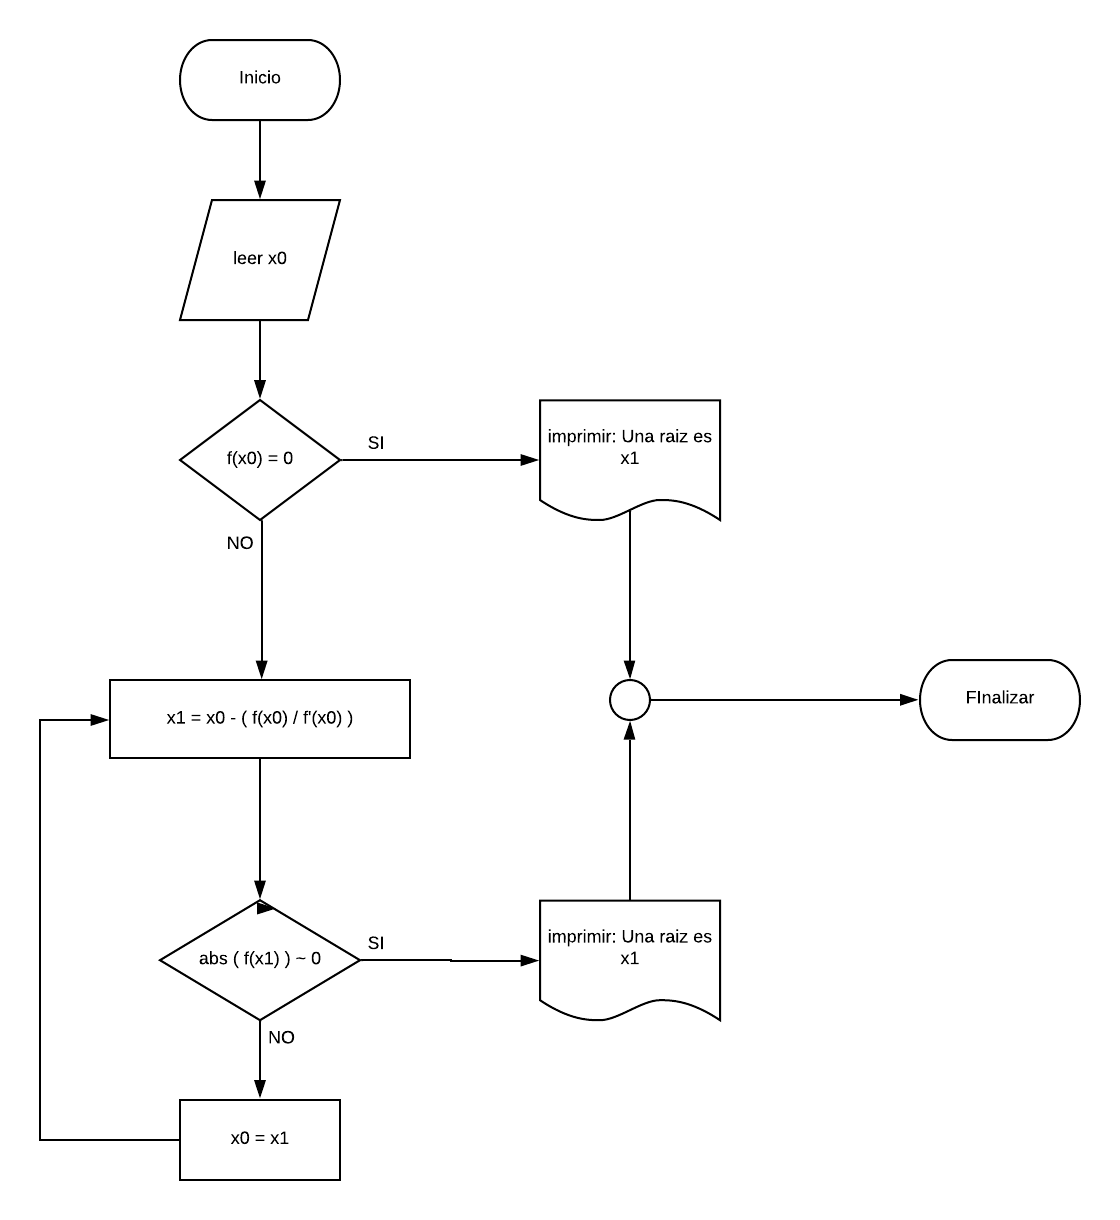 Inicio
leer x0
f(x0) = 0
SI
imprimir: Una raiz es
x1
NO
x1 = x0 - ( f(x0) / f'(x0) )
FInalizar
abs ( f(x1) ) ~ 0
SI
imprimir: Una raiz es
x1
NO
x0 = x1